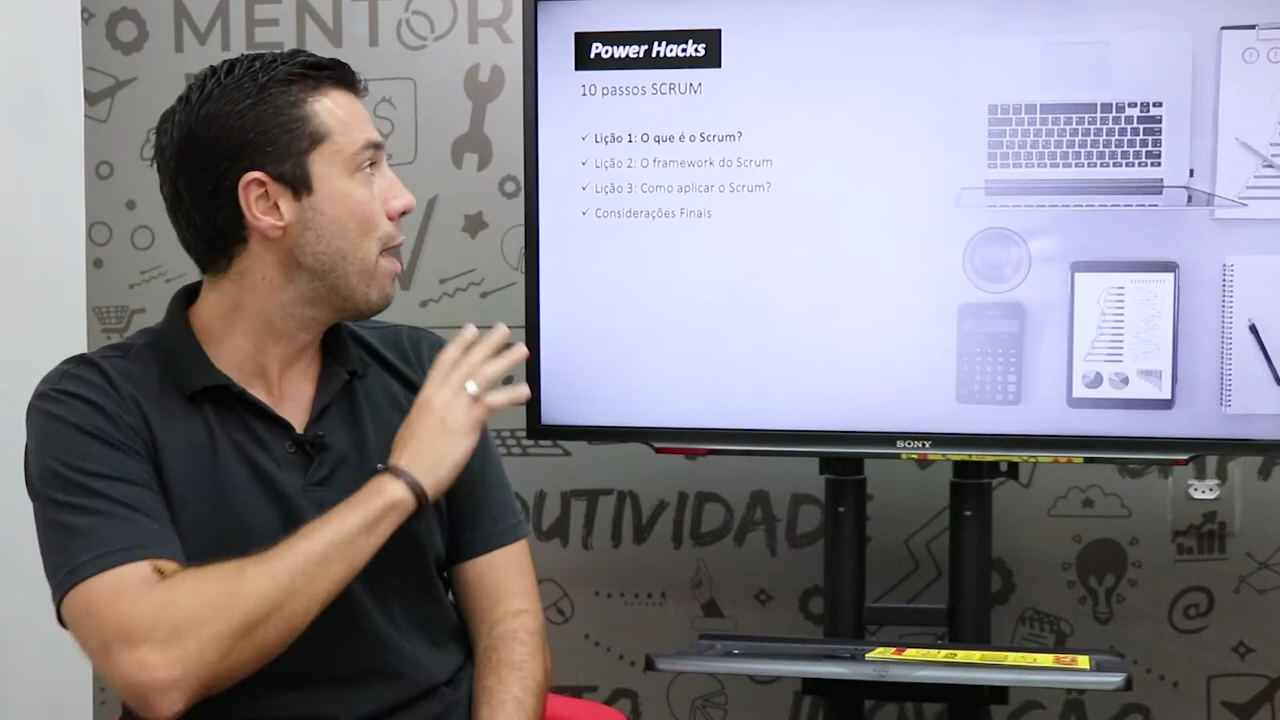 MENTOR
Power Hacks
10 passos SCRUM
✓ Lição 1: O que é o Scrum?
✓ Lição 2: O framework do Scrum
✓ Lição 3: Como aplicar o Scrum?
✓ Considerações Finais
SONY
DUTIVIDADE